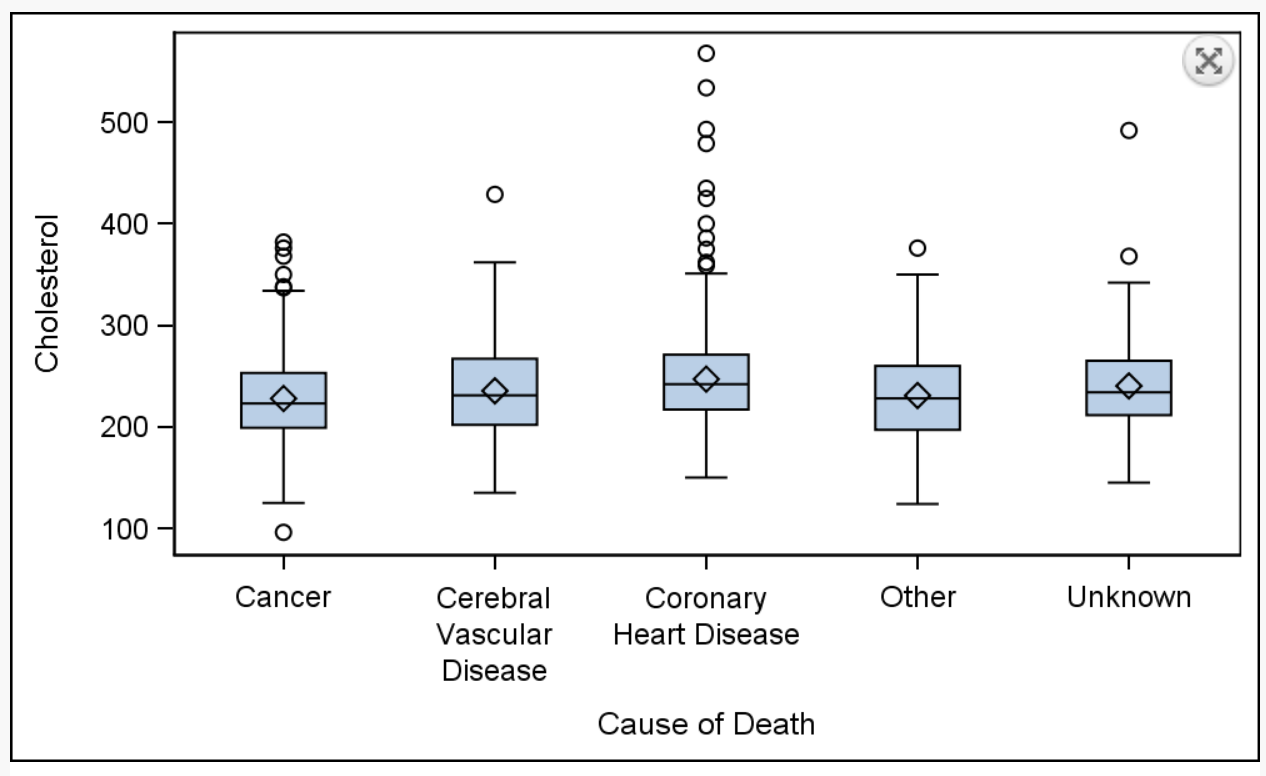 500
400
300
200
100
Cholesterol
Cancer
Cerebral
Vascular
Disease
Coronary
Heart Disease
Other
Unknown
Cause of Death